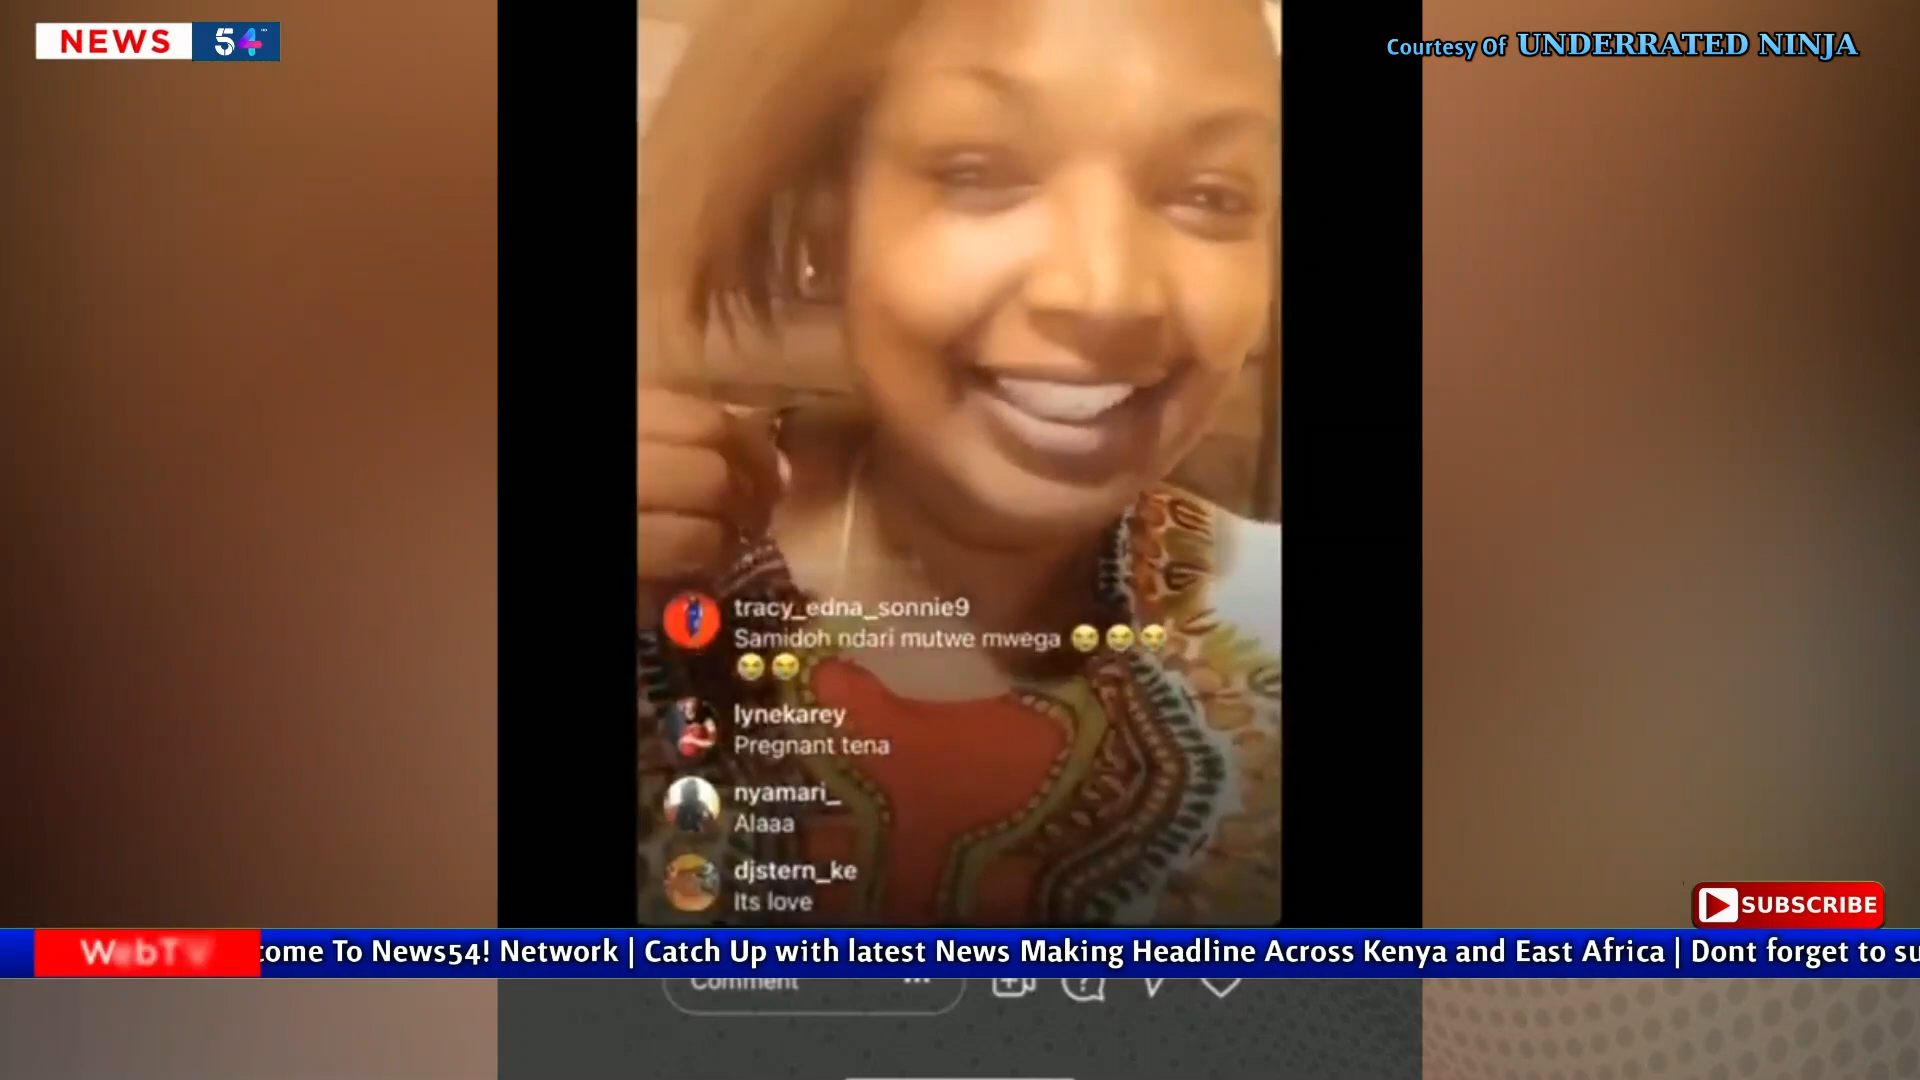 NEWS 54
Courtesy Of UNDERRATED NINJA
tracy_edna_sonnie9
Samidoh ndari mutwe mwega 😂😂😂
😂😂
lynekarey
Pregnant tena
nyamari_
Alaaa
djstern_ke
Its love
SUBSCRIBE
WebTV
come To News54! Network | Catch Up with latest News Making Headline Across Kenya and East Africa | Dont forget to su
Comment